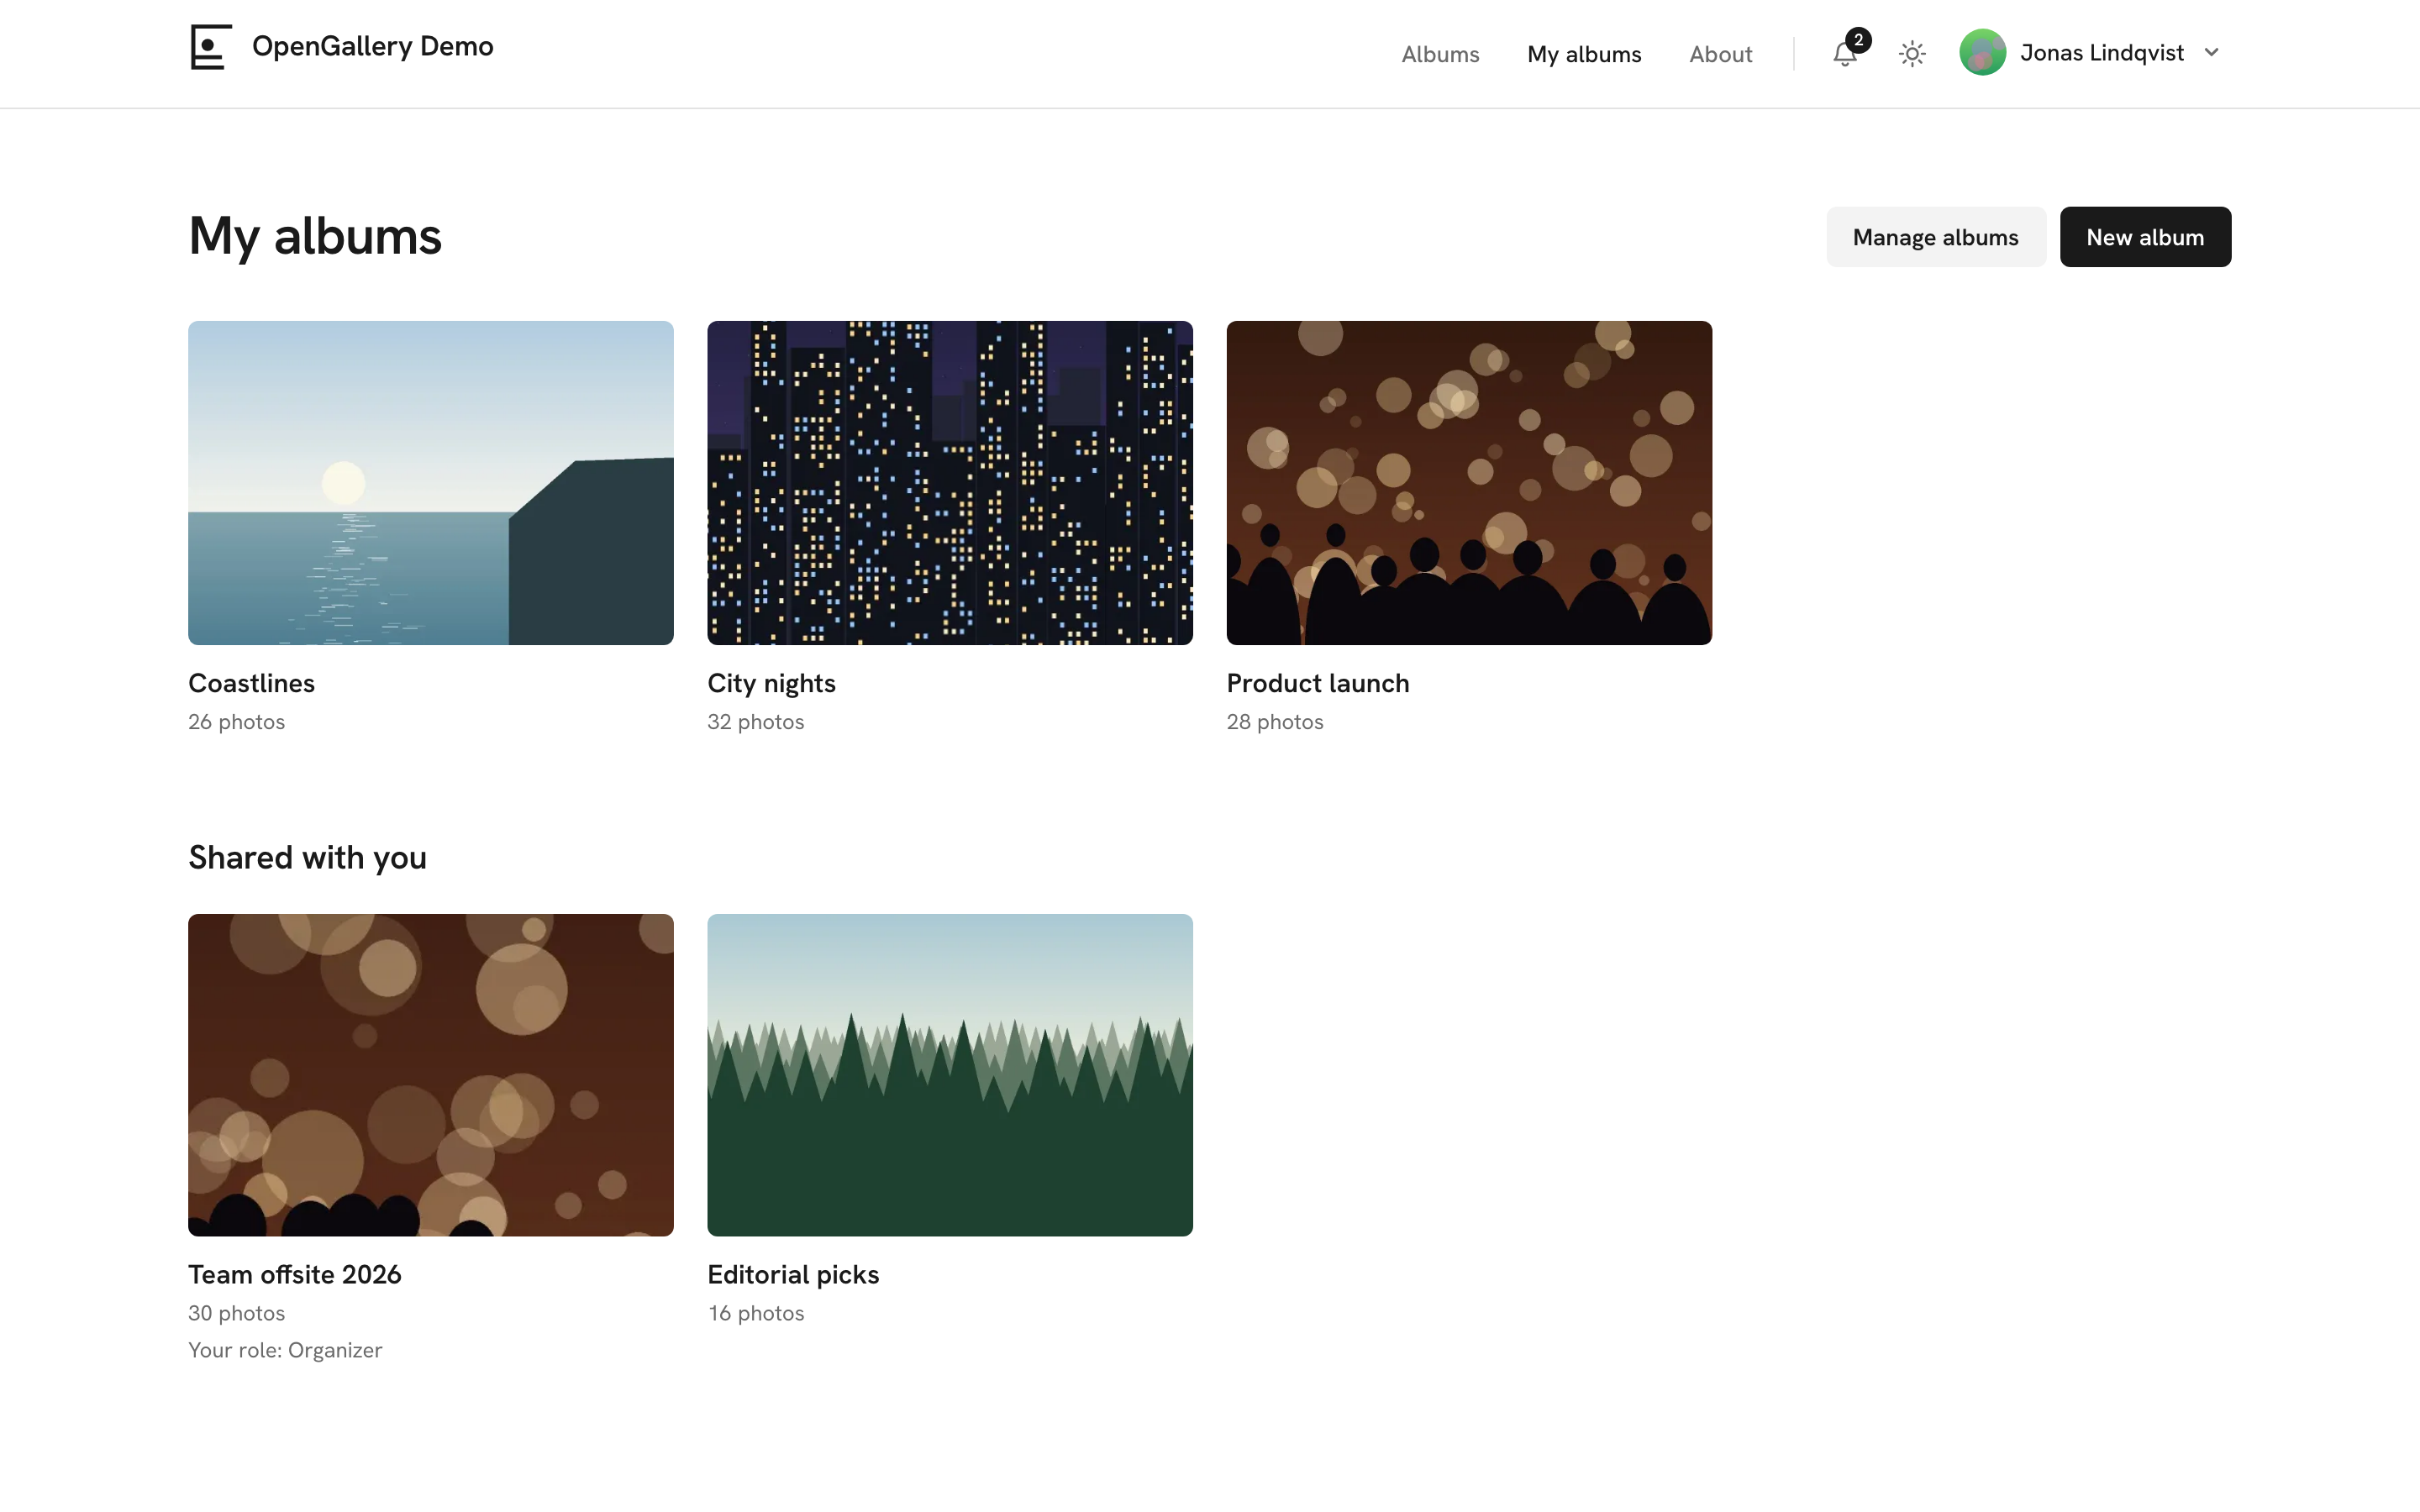 OpenGallery Demo
Albums
My albums
About
2
Jonas Lindqvist
My albums
Manage albums
New album
Coastlines
26 photos
City nights
32 photos
Product launch
28 photos
Shared with you
Team offsite 2026
30 photos
Your role: Organizer
Editorial picks
16 photos